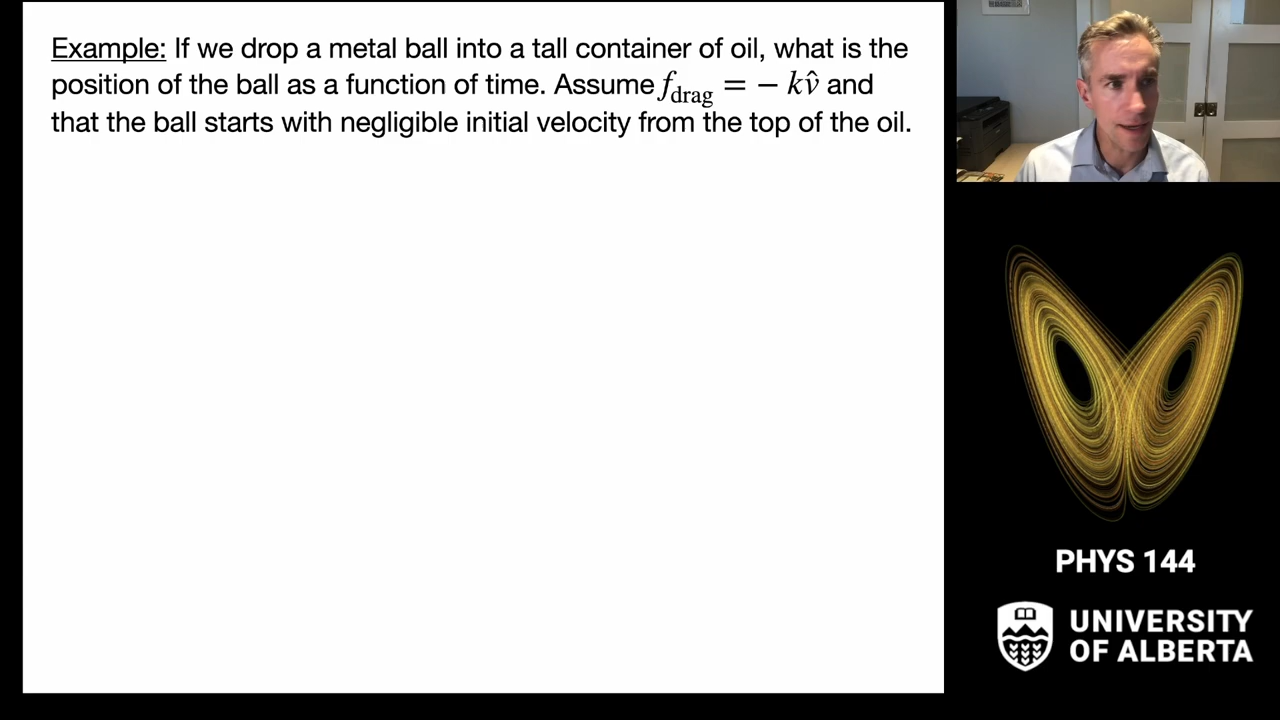 Example: If we drop a metal ball into a tall container of oil, what is the
position of the ball as a function of time. Assume f_drag = − kv̂ and
that the ball starts with negligible initial velocity from the top of the oil.
PHYS 144
UNIVERSITY
OF ALBERTA